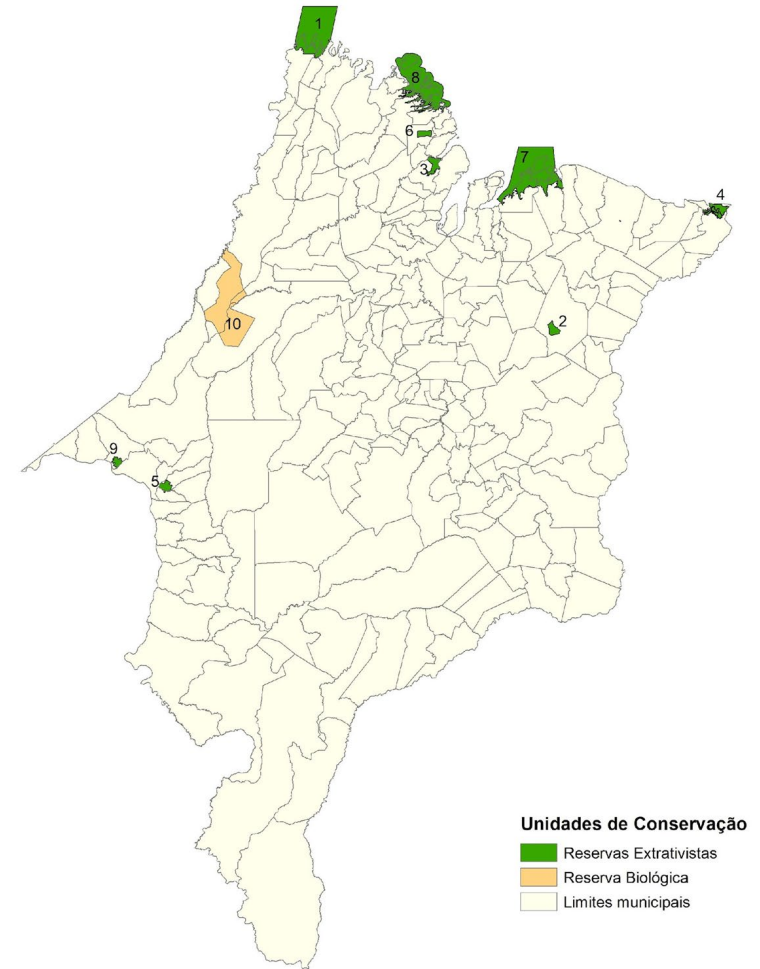 1
8
6
3
7
4
10
2
9
5
Unidades de Conservação
Reservas Extrativistas
Reserva Biológica
Limites municipais